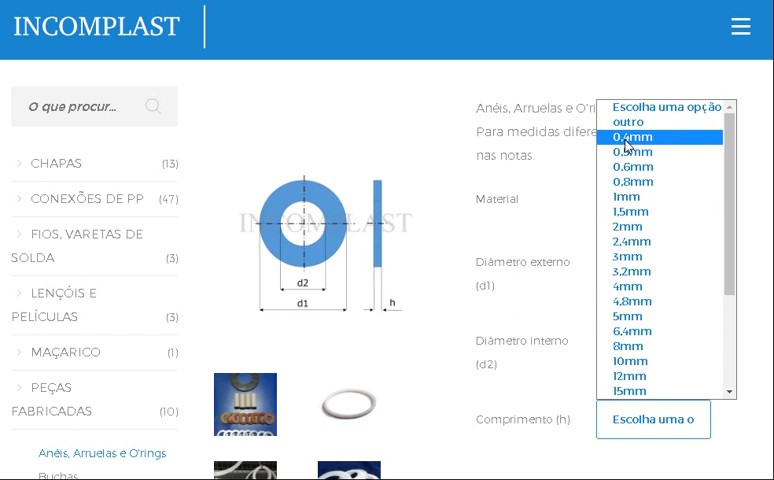 INCOMPLAST
O que procur...
CHAPAS (13)
CONEXÕES DE PP (47)
FIOS, VARETAS DE
SOLDA (3)
LENÇÓIS E
PELÍCULAS (3)
MAÇARICO (1)
PEÇAS
FABRICADAS (10)
Anéis, Arruelas e O'rings
Buchas
INCOMPLAST
d2
d1
h
Anéis, Arruelas e O'ri
Para medidas difere
nas notas.
Material
Diâmetro externo
(d1)
Diâmetro interno
(d2)
Comprimento (h)
Escolha uma opção
outro
0,4mm
0,5mm
0,6mm
0,8mm
1mm
1,5mm
2mm
2,4mm
3mm
3,2mm
4mm
4,8mm
5mm
6,4mm
8mm
10mm
12mm
15mm
Escolha uma o